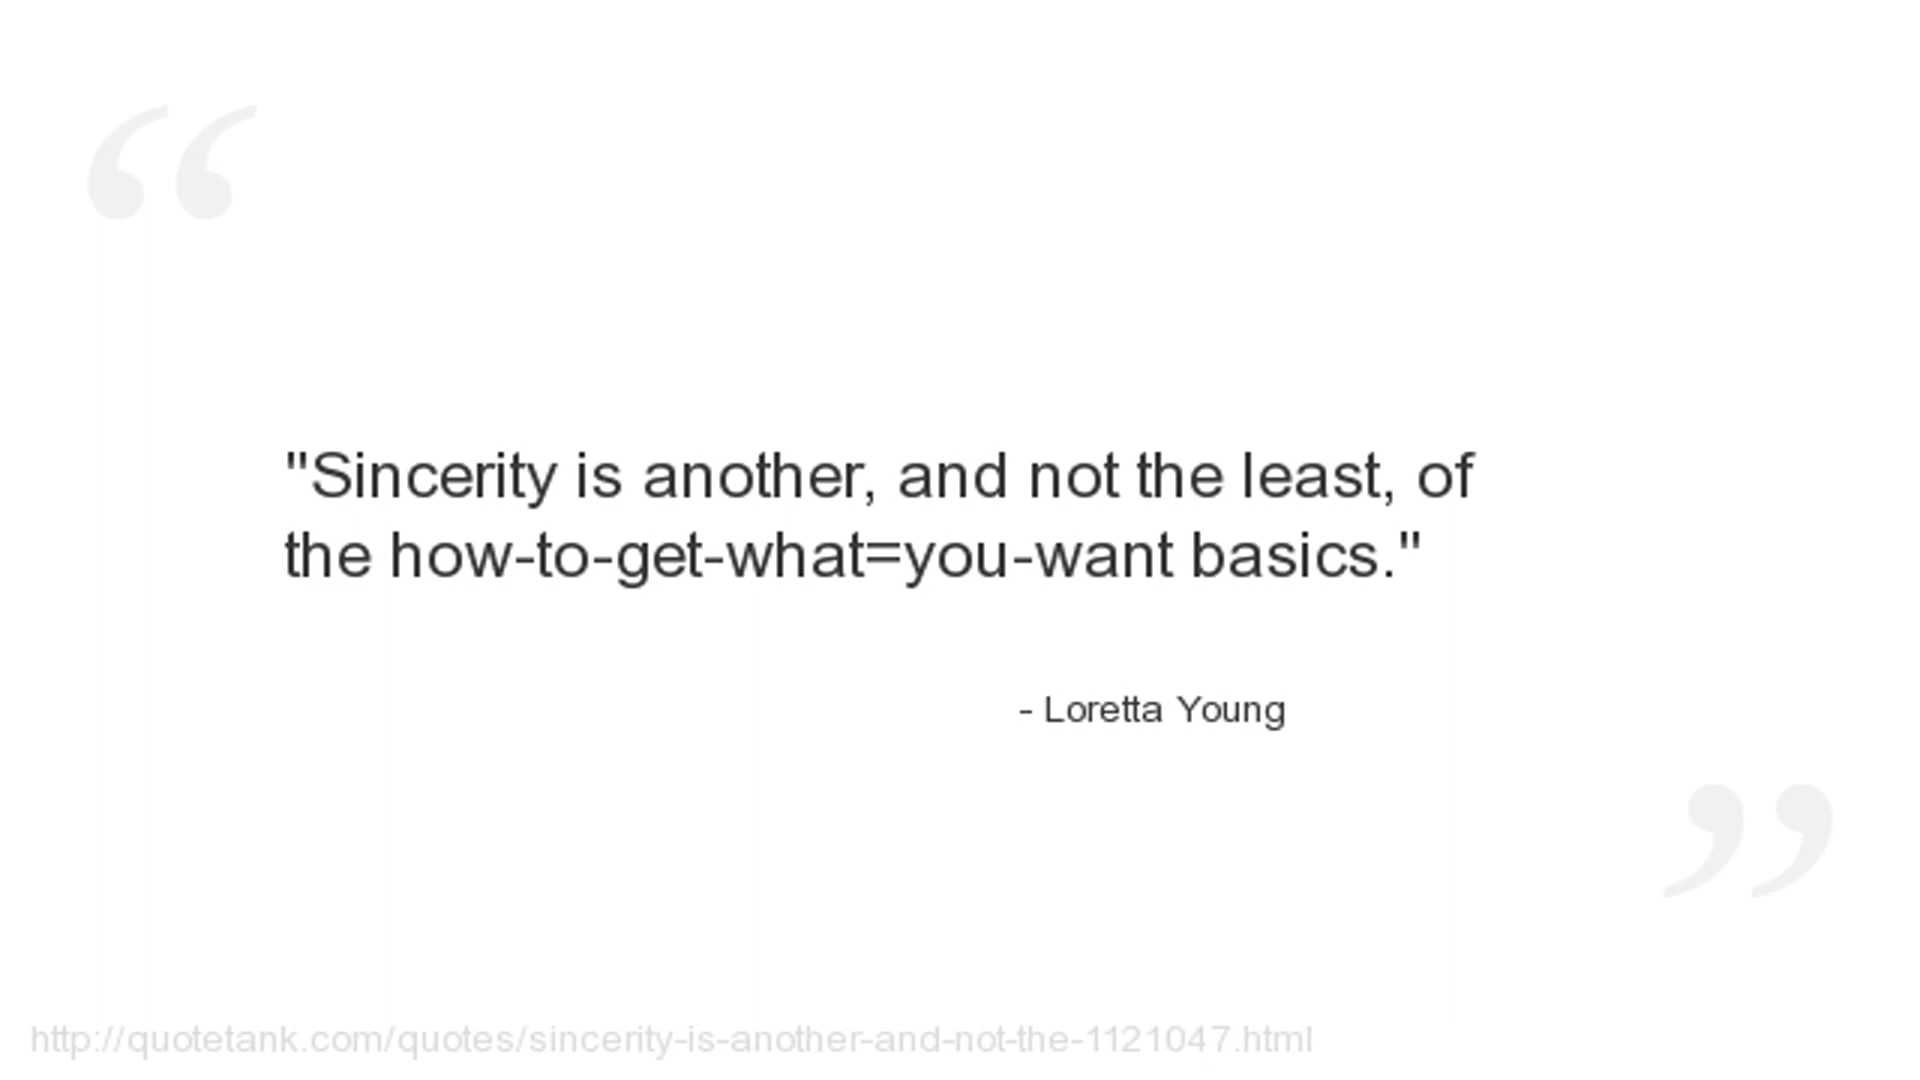 "Sincerity is another, and not the least, of
the how-to-get-what=you-want basics."
- Loretta Young
http://quotetank.com/quotes/sincerity-is-another-and-not-the-1121047.html